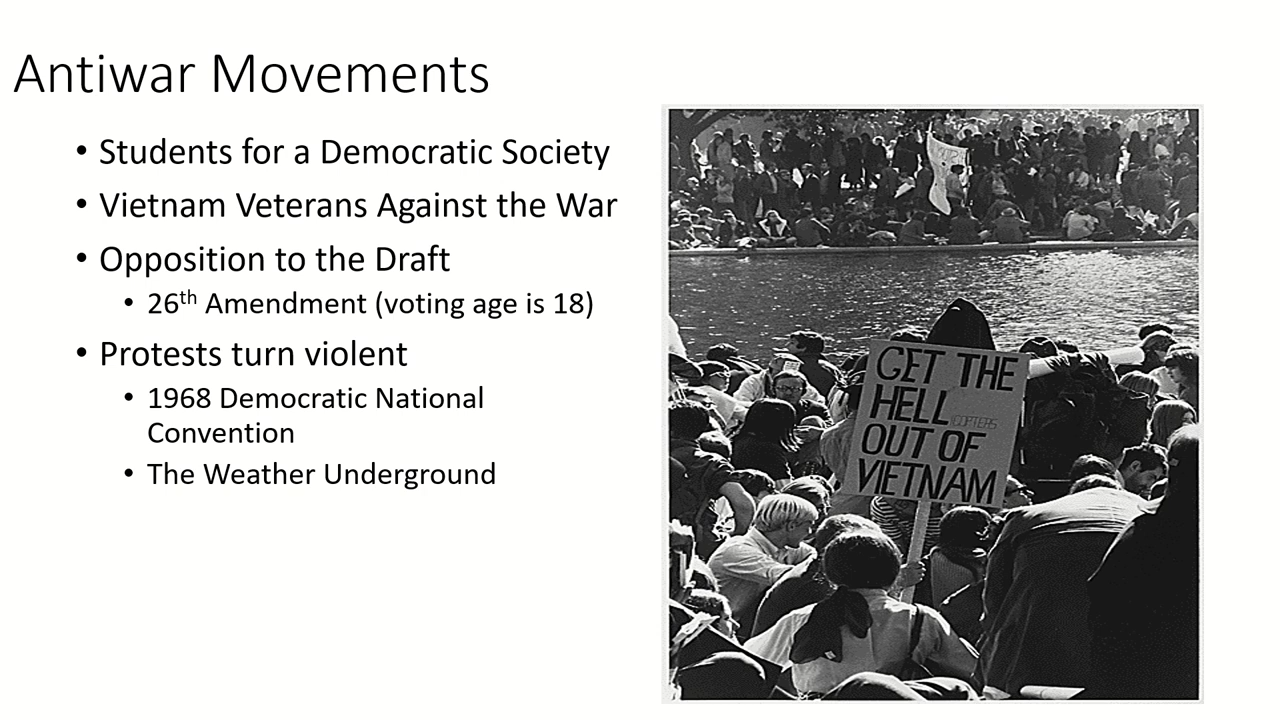 Antiwar Movements
• Students for a Democratic Society
• Vietnam Veterans Against the War
• Opposition to the Draft
• 26th Amendment (voting age is 18)
• Protests turn violent
• 1968 Democratic National
Convention
• The Weather Underground
GET THE
HELL ICOPTERS
OUT OF
VIETNAM